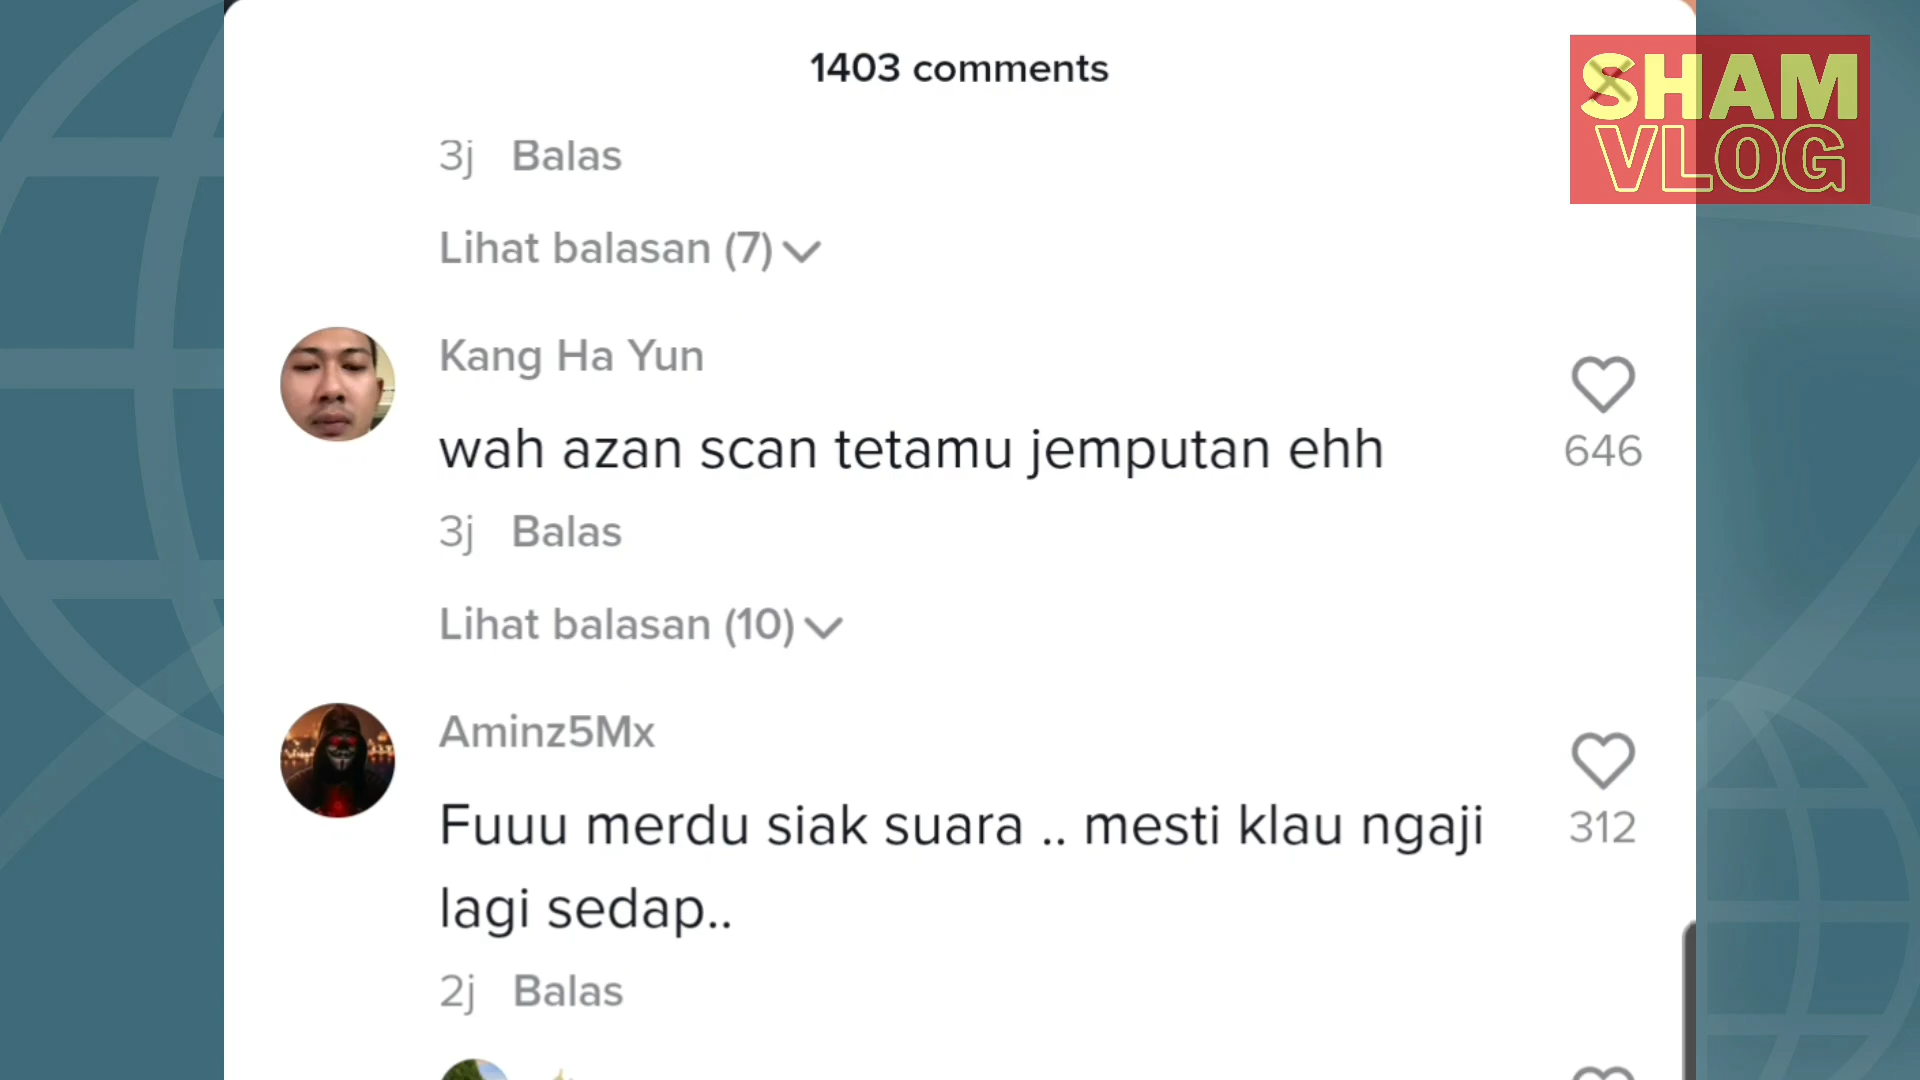 1403 comments
SHAM
VLOG
3j Balas
Lihat balasan (7)
Kang Ha Yun
wah azan scan tetamu jemputan ehh
646
3j Balas
Lihat balasan (10)
Aminz5Mx
Fuuu merdu siak suara .. mesti klau ngaji
lagi sedap..
312
2j Balas